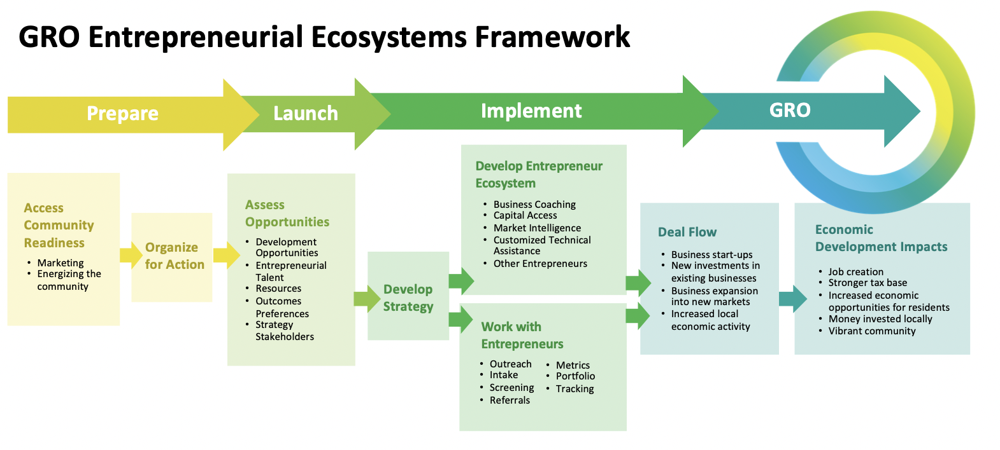 GRO Entrepreneurial Ecosystems Framework
Prepare
Launch
Implement
GRO
Access
Community
Readiness
• Marketing
• Energizing the
community
Organize
for Action
Assess
Opportunities
• Development
Opportunities
• Entrepreneurial
Talent
• Resources
• Outcomes
Preferences
• Strategy
Stakeholders
Develop
Strategy
Develop Entrepreneur
Ecosystem
• Business Coaching
• Capital Access
• Market Intelligence
• Customized Technical
Assistance
• Other Entrepreneurs
Work with
Entrepreneurs
• Outreach
• Intake
• Screening
• Referrals
• Metrics
• Portfolio
• Tracking
Deal Flow
• Business start-ups
• New investments in
existing businesses
• Business expansion
into new markets
• Increased local
economic activity
Economic
Development Impacts
• Job creation
• Stronger tax base
• Increased economic
opportunities for residents
• Money invested locally
• Vibrant community